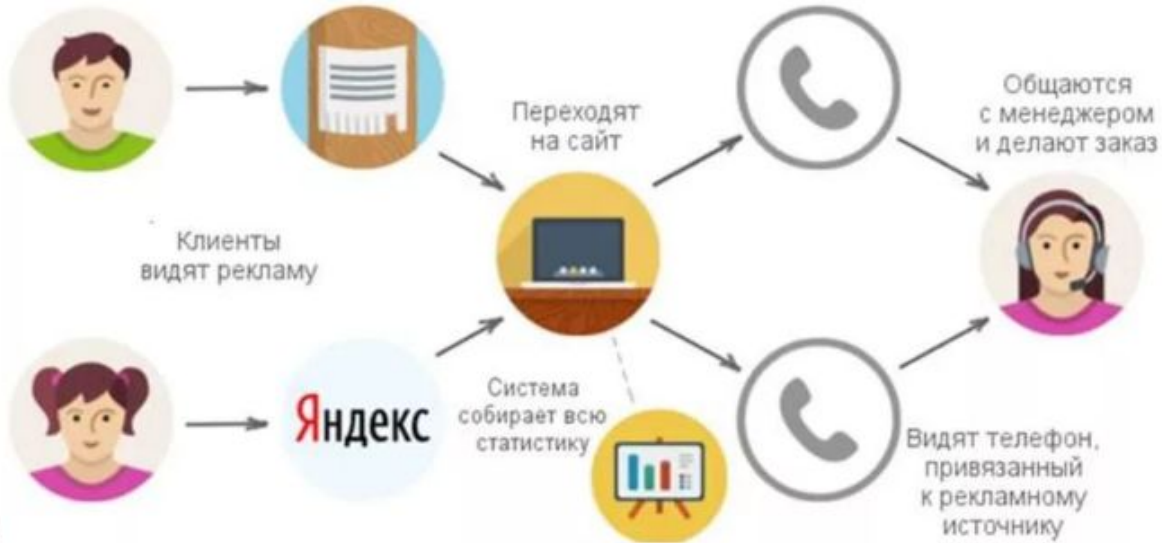 Клиенты
видят рекламу
Яндекс
Переходят
на сайт
Система
собирает всю
статистику
Видят телефон,
привязанный
к рекламному
источнику
Общаются
с менеджером
и делают заказ